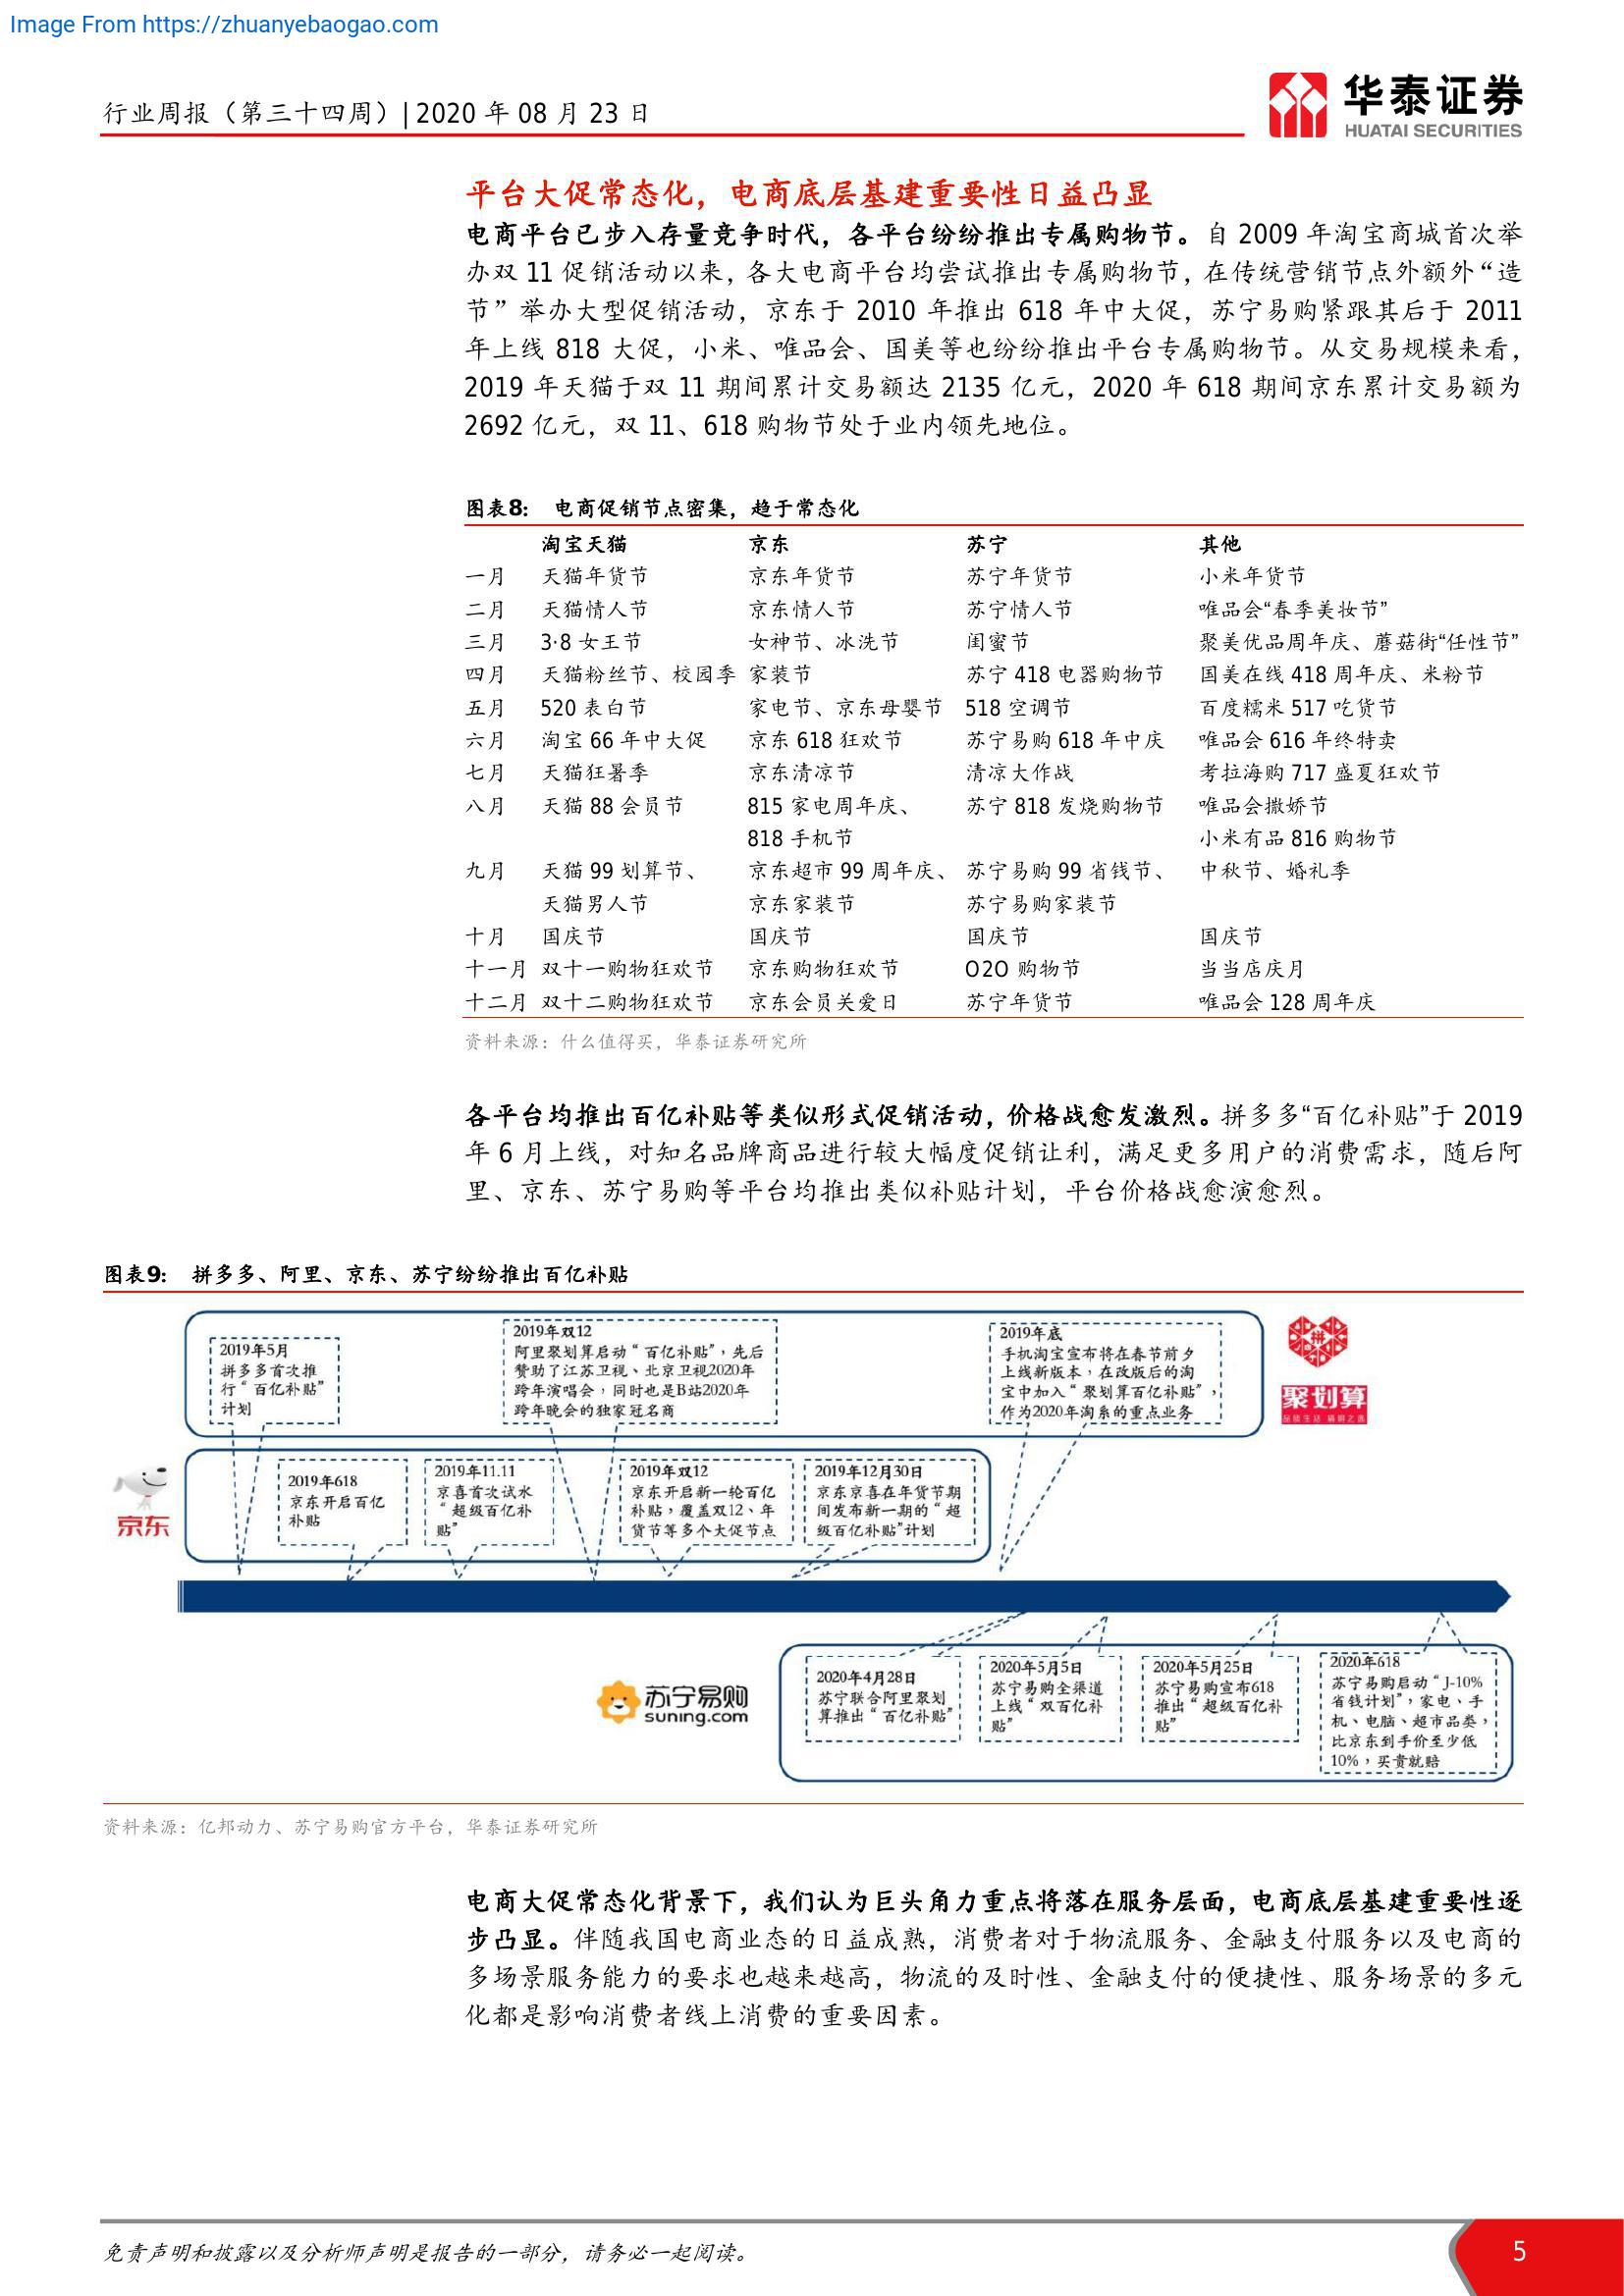 Image From https://zhuanyebaogao.com
行业周报（第三十四周）| 2020 年 08 月 23 日
华泰证券
HUATAI SECURITIES
平台大促常态化，电商底层基建重要性日益凸显
电商平台已步入存量竞争时代，各平台纷纷推出专属购物节。自 2009 年淘宝商城首次举
办双 11 促销活动以来，各大电商平台均尝试推出专属购物节，在传统营销节点外额外“造
节”举办大型促销活动，京东于 2010 年推出 618 年中大促，苏宁易购紧跟其后于 2011
年上线 818 大促，小米、唯品会、国美等也纷纷推出平台专属购物节。从交易规模来看，
2019 年天猫于双 11 期间累计交易额达 2135 亿元，2020 年 618 期间京东累计交易额为
2692 亿元，双 11、618 购物节处于业内领先地位。
图表8： 电商促销节点密集，趋于常态化
淘宝天猫 京东 苏宁 其他
一月 天猫年货节 京东年货节 苏宁年货节 小米年货节
二月 天猫情人节 京东情人节 苏宁情人节 唯品会“春季美妆节”
三月 3·8 女王节 女神节、冰洗节 闺蜜节 聚美优品周年庆、蘑菇街“任性节”
四月 天猫粉丝节、校园季 家装节 苏宁 418 电器购物节 国美在线 418 周年庆、米粉节
五月 520 表白节 家电节、京东母婴节 518 空调节 百度糯米 517 吃货节
六月 淘宝 66 年中大促 京东 618 狂欢节 苏宁易购 618 年中庆 唯品会 616 年终特卖
七月 天猫狂暑季 京东清凉节 清凉大作战 考拉海购 717 盛夏狂欢节
八月 天猫 88 会员节 815 家电周年庆、 苏宁 818 发烧购物节 唯品会撒娇节
818 手机节 小米有品 816 购物节
九月 天猫 99 划算节、 京东超市 99 周年庆、 苏宁易购 99 省钱节、 中秋节、婚礼季
天猫男人节 京东家装节 苏宁易购家装节
十月 国庆节 国庆节 国庆节 国庆节
十一月 双十一购物狂欢节 京东购物狂欢节 O2O 购物节 当当店庆月
十二月 双十二购物狂欢节 京东会员关爱日 苏宁年货节 唯品会 128 周年庆
资料来源：什么值得买，华泰证券研究所
各平台均推出百亿补贴等类似形式促销活动，价格战愈发激烈。拼多多“百亿补贴”于 2019
年 6 月上线，对知名品牌商品进行较大幅度促销让利，满足更多用户的消费需求，随后阿
里、京东、苏宁易购等平台均推出类似补贴计划，平台价格战愈演愈烈。
图表9： 拼多多、阿里、京东、苏宁纷纷推出百亿补贴
2019年5月
拼多多首次推
行“百亿补贴”
计划
2019年双12
阿里聚划算启动“百亿补贴”，先后
赞助了江苏卫视、北京卫视2020年
跨年演唱会，同时也是B站2020年
跨年晚会的独家冠名商
2019年底
手机淘宝宣布将在春节前夕
上线新版本，在改版后的淘
宝中加入“聚划算百亿补贴”，
作为2020年淘系的重点业务
拼
聚划算
京东
2019年618
京东开启百亿
补贴
2019年11.11
京喜首次试水
“超级百亿补
贴”
2019年双12
京东开启新一轮百亿
补贴，覆盖双12、年
货节等多个大促节点
2019年12月30日
京东京喜在年货节期
间发布新一期的“超
级百亿补贴”计划
苏宁易购
suning.com
2020年4月28日
苏宁联合阿里聚划
算推出“百亿补贴”
2020年5月5日
苏宁易购全渠道
上线“双百亿补
贴”
2020年5月25日
苏宁易购宣布618
推出“超级百亿补
贴”
2020年618
苏宁易购启动“J-10%
省钱计划”，家电、手
机、电脑、超市品类，
比京东到手价至少低
10%，买贵就赔
资料来源：亿邦动力、苏宁易购官方平台，华泰证券研究所
电商大促常态化背景下，我们认为巨头角力重点将落在服务层面，电商底层基建重要性逐
步凸显。伴随我国电商业态的日益成熟，消费者对于物流服务、金融支付服务以及电商的
多场景服务能力的要求也越来越高，物流的及时性、金融支付的便捷性、服务场景的多元
化都是影响消费者线上消费的重要因素。
免责声明和披露以及分析师声明是报告的一部分，请务必一起阅读。
5